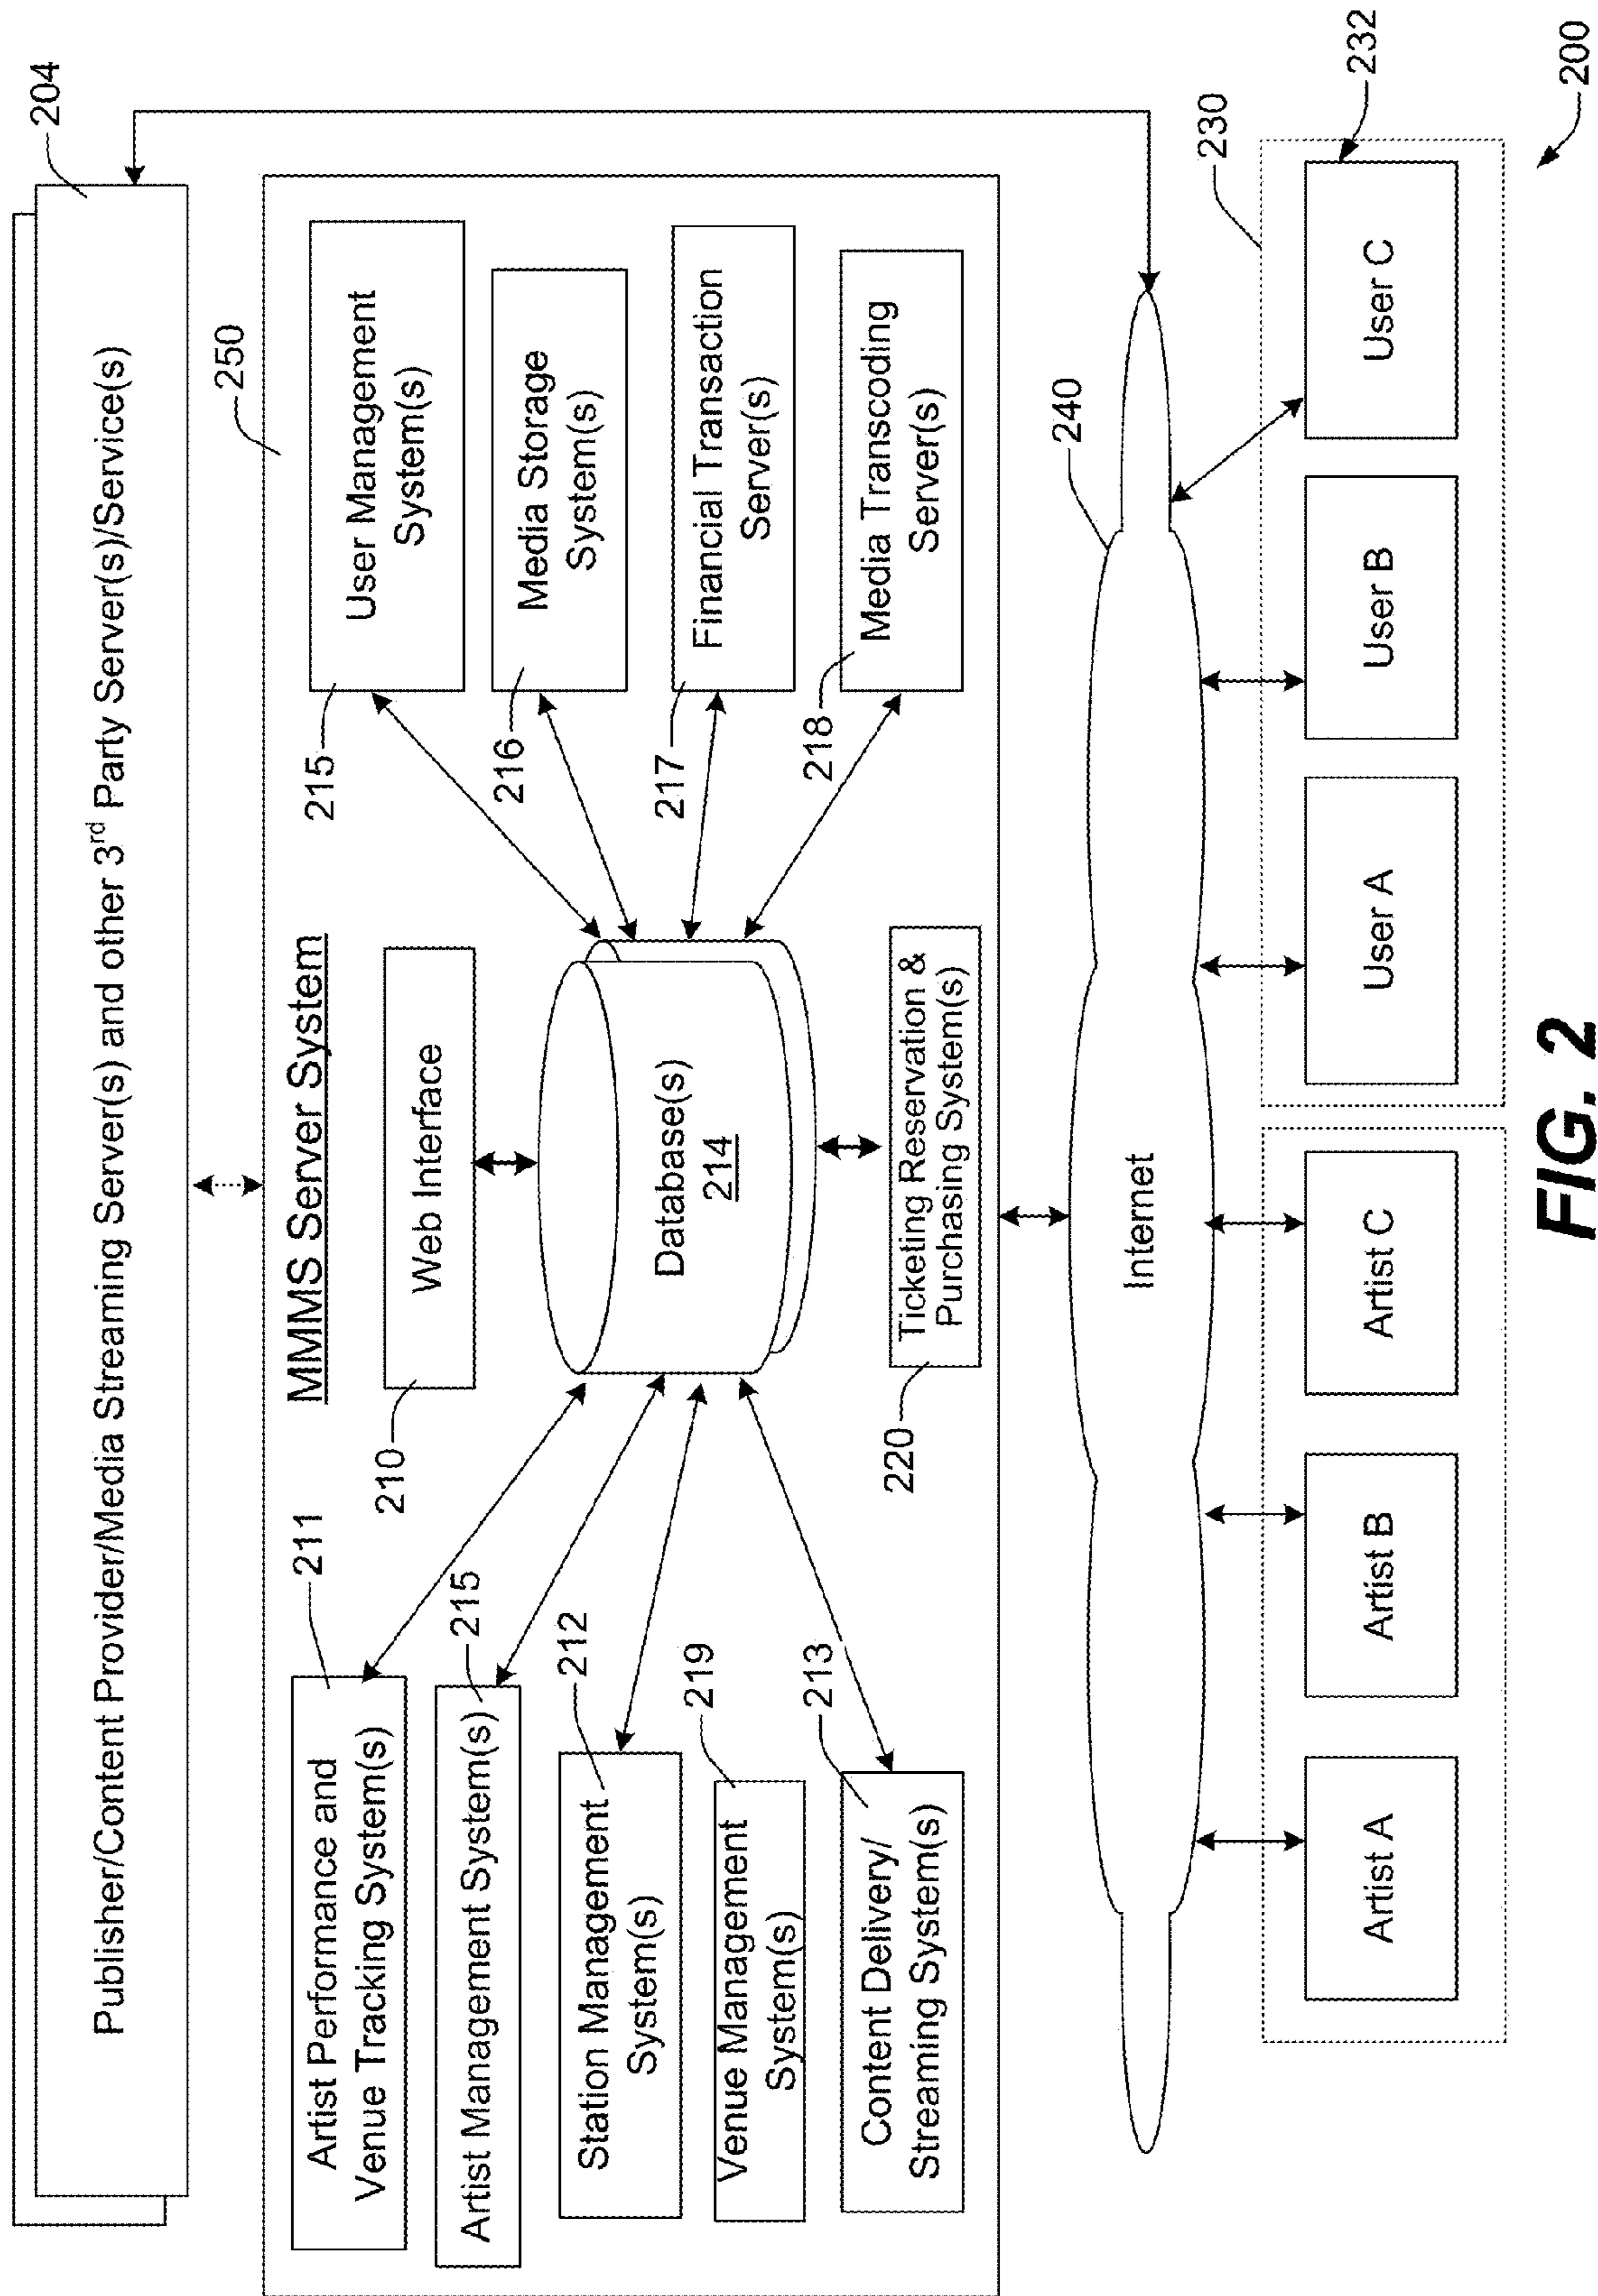 Publisher/Content Provider/Media Streaming Server(s) and other 3rd Party Server(s)/Service(s)
204
250
MMMS Server System
Artist Performance and
Venue Tracking System(s)
211
Artist Management System(s)
215
Station Management
System(s)
212
Venue Management
System(s)
219
Content Delivery/
Streaming System(s)
213
Web Interface
210
Database(s)
214
Ticketing Reservation &
Purchasing System(s)
220
User Management
System(s)
215
Media Storage
System(s)
216
Financial Transaction
Server(s)
217
Media Transcoding
Server(s)
218
Internet
240
Artist A
Artist B
Artist C
User A
User B
User C
230
232
200
FIG. 2